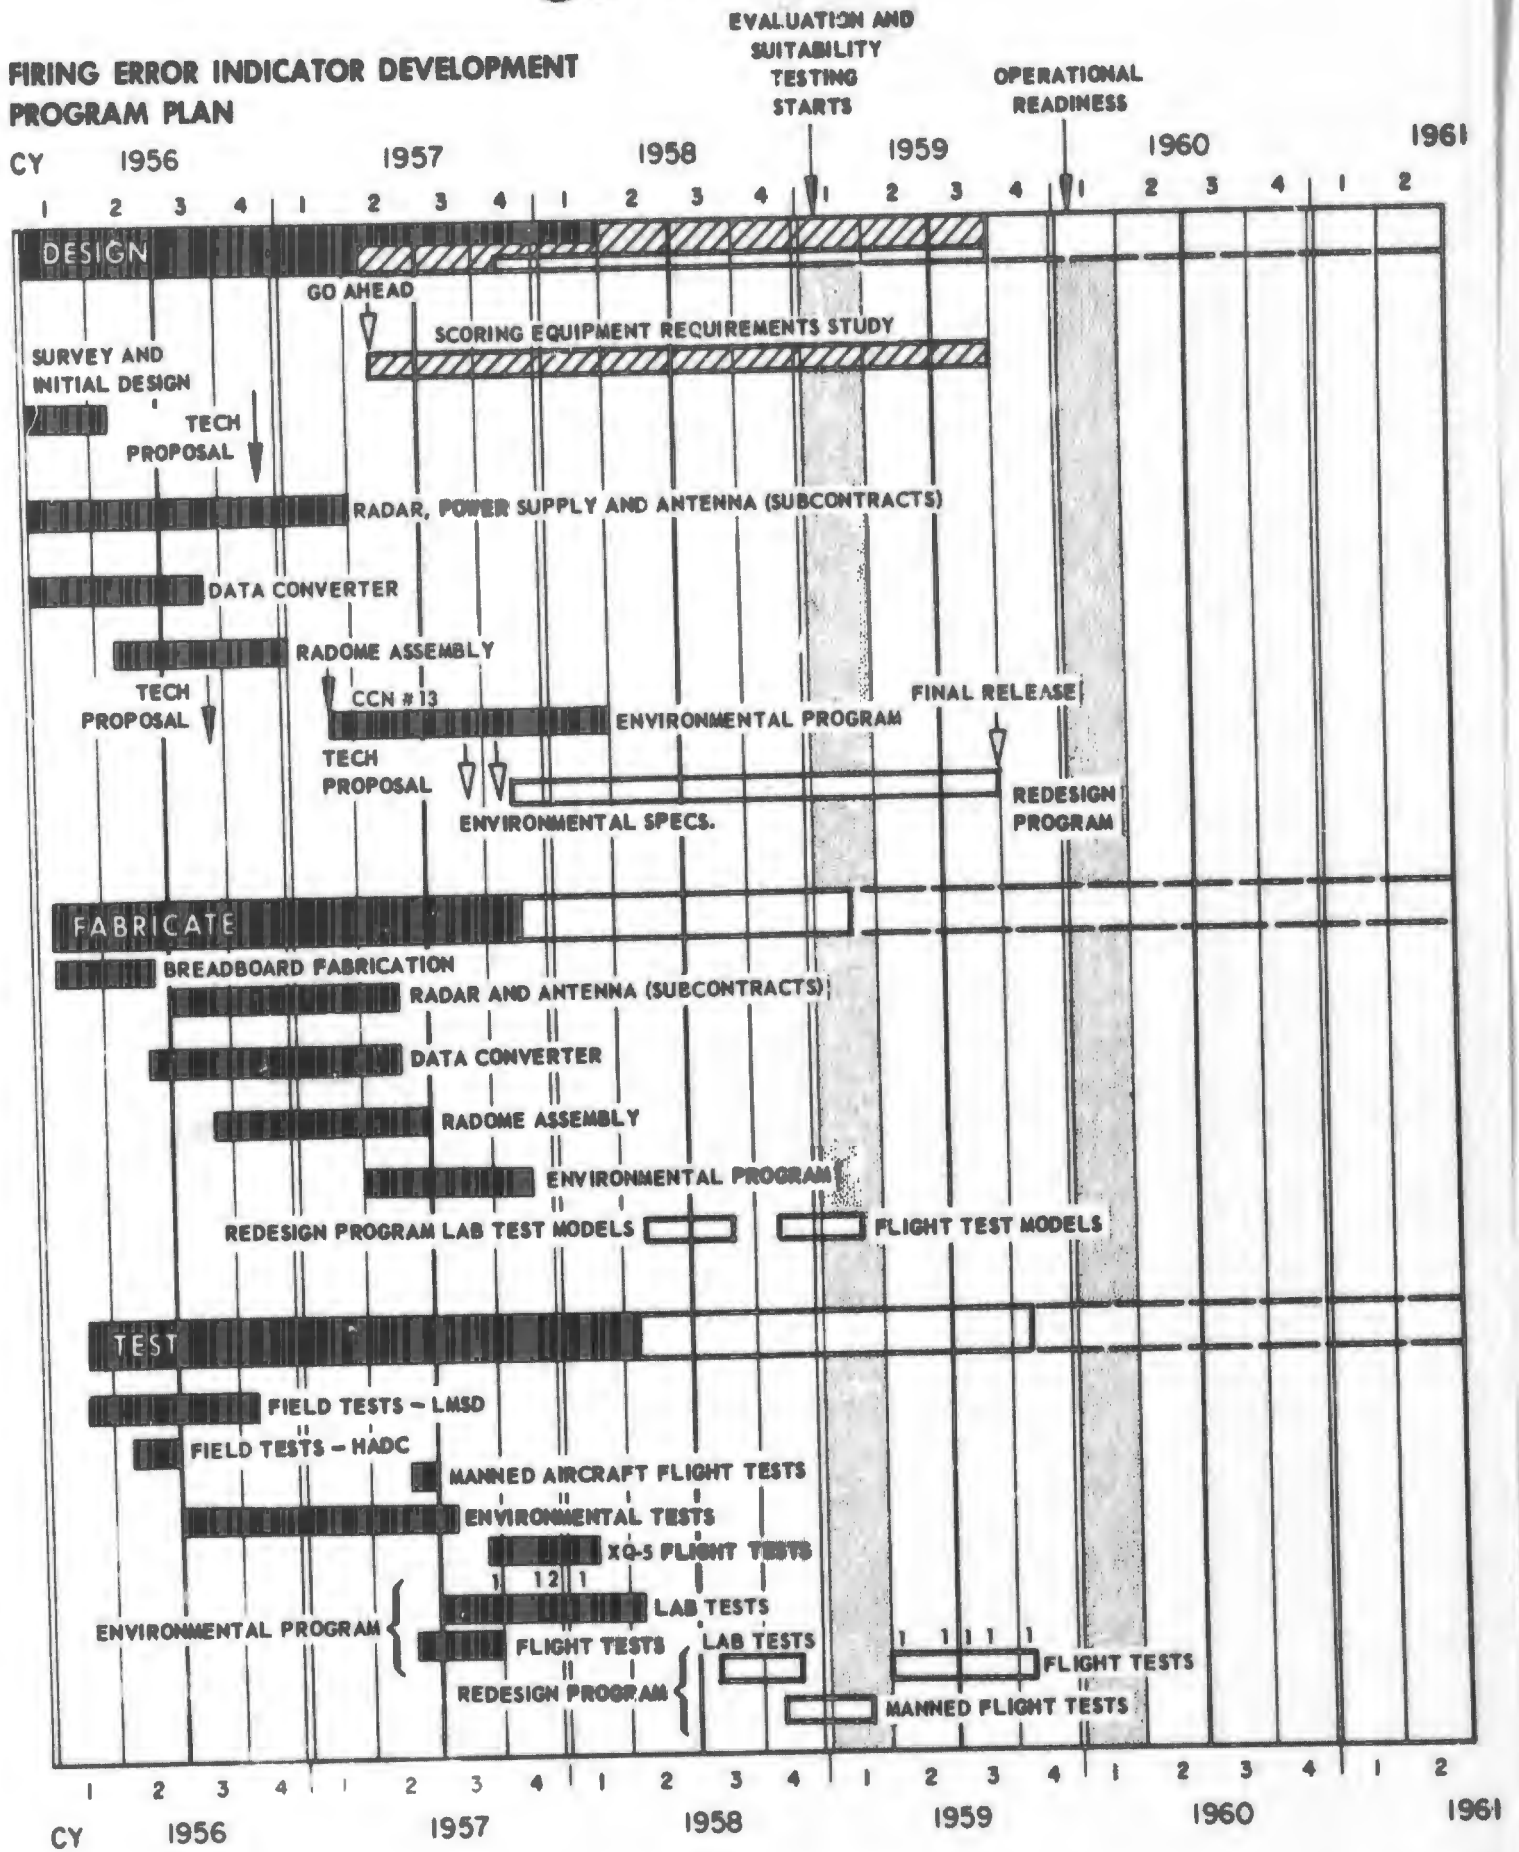 EVALUATION AND
SUITABILITY
TESTING
STARTS
OPERATIONAL
READINESS
FIRING ERROR INDICATOR DEVELOPMENT
PROGRAM PLAN
CY 1956 1957 1958 1959 1960 1961
1 2 3 4 1 2 3 4 1 2 3 4 1 2 3 4 1 2 3 4 1 2
DESIGN
GO AHEAD
SCORING EQUIPMENT REQUIREMENTS STUDY
SURVEY AND
INITIAL DESIGN
TECH
PROPOSAL
RADAR, POWER SUPPLY AND ANTENNA (SUBCONTRACTS)
DATA CONVERTER
RADOME ASSEMBLY
TECH
PROPOSAL
CCN #13
ENVIRONMENTAL PROGRAM
FINAL RELEASE
TECH
PROPOSAL
ENVIRONMENTAL SPECS.
REDESIGN
PROGRAM
FABRICATE
BREADBOARD FABRICATION
RADAR AND ANTENNA (SUBCONTRACTS)
DATA CONVERTER
RADOME ASSEMBLY
ENVIRONMENTAL PROGRAM
REDESIGN PROGRAM LAB TEST MODELS
FLIGHT TEST MODELS
TEST
FIELD TESTS - LMSD
FIELD TESTS - HADC
MANNED AIRCRAFT FLIGHT TESTS
ENVIRONMENTAL TESTS
XQ-5 FLIGHT TESTS
1 1 2 1
LAB TESTS
ENVIRONMENTAL PROGRAM
FLIGHT TESTS
LAB TESTS
1 1 1 1 1
FLIGHT TESTS
REDESIGN PROGRAM
MANNED FLIGHT TESTS
1 2 3 4 1 2 3 4 1 2 3 4 1 2 3 4 1 2 3 4 1 2
CY 1956 1957 1958 1959 1960 1961